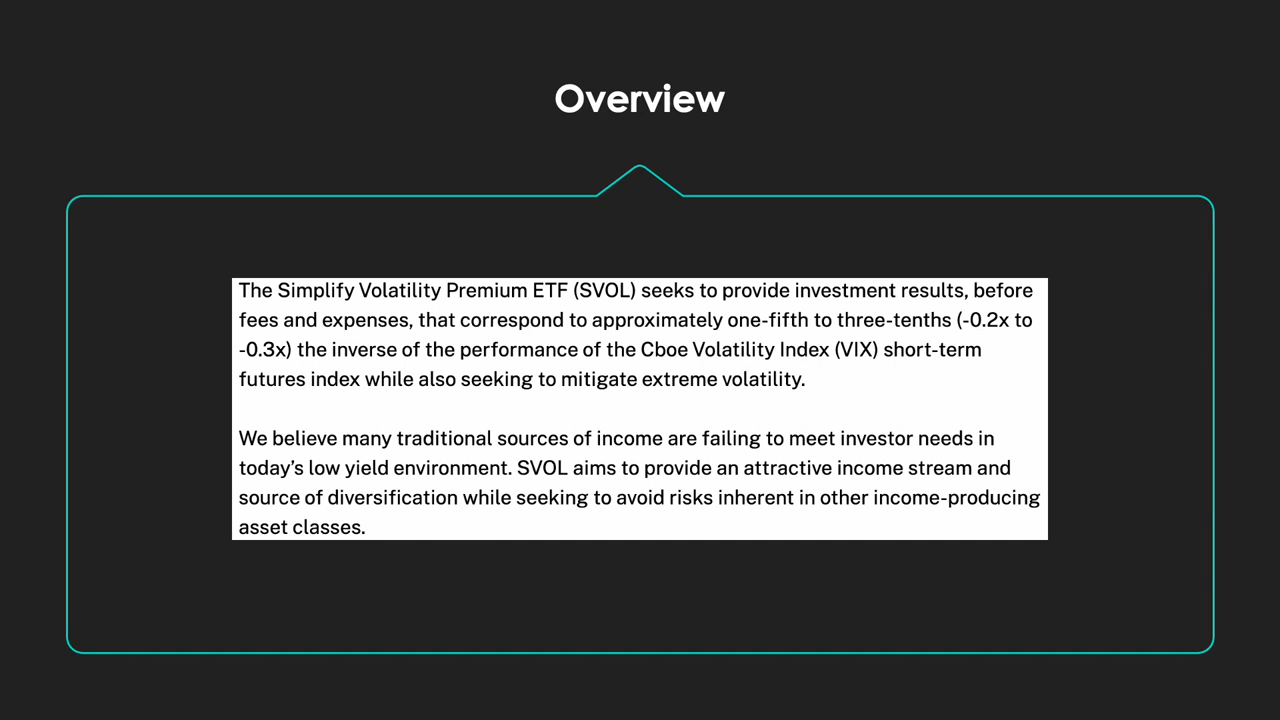 Overview
The Simplify Volatility Premium ETF (SVOL) seeks to provide investment results, before
fees and expenses, that correspond to approximately one-fifth to three-tenths (-0.2x to
-0.3x) the inverse of the performance of the Cboe Volatility Index (VIX) short-term
futures index while also seeking to mitigate extreme volatility.
We believe many traditional sources of income are failing to meet investor needs in
today’s low yield environment. SVOL aims to provide an attractive income stream and
source of diversification while seeking to avoid risks inherent in other income-producing
asset classes.